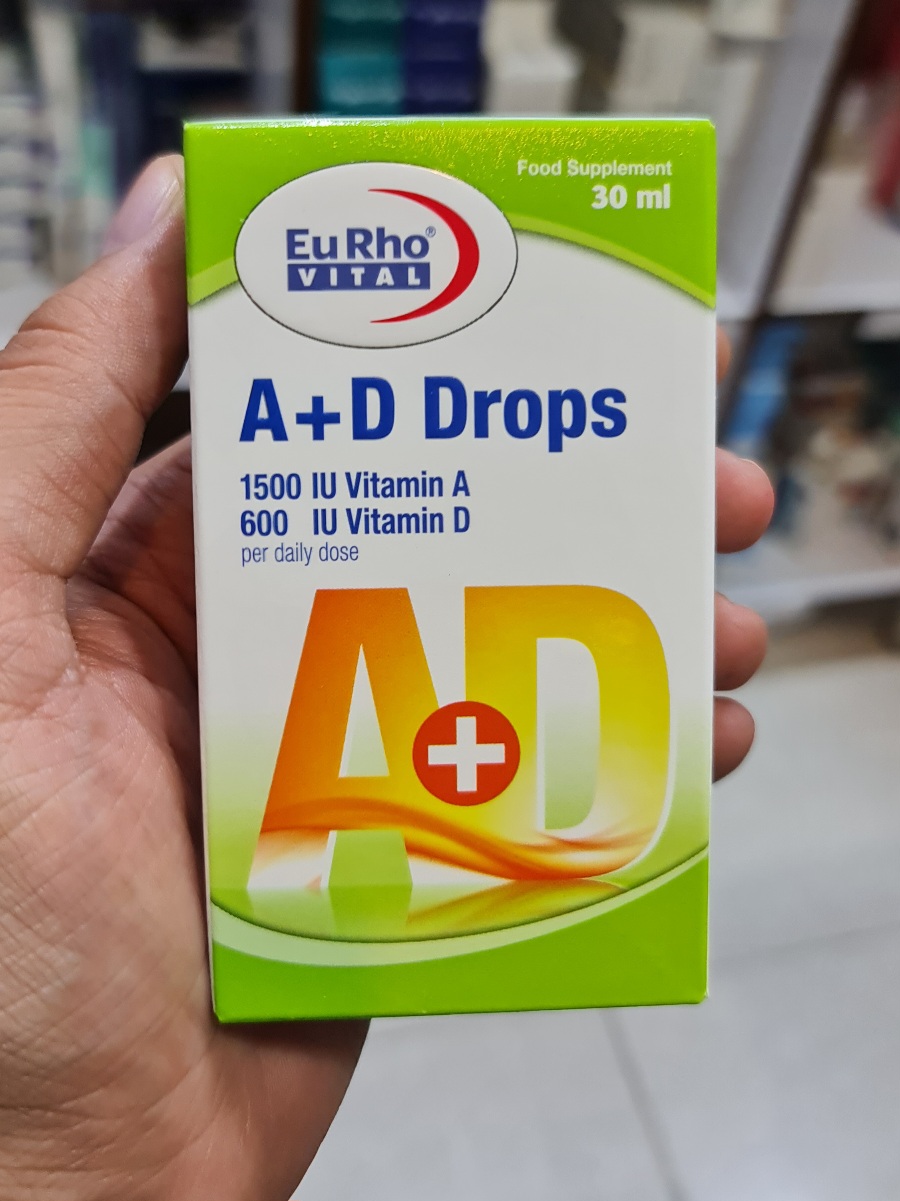 Food Supplement
30 ml
EuRho®
VITAL
A+D Drops
1500 IU Vitamin A
600 IU Vitamin D
per daily dose
A+D